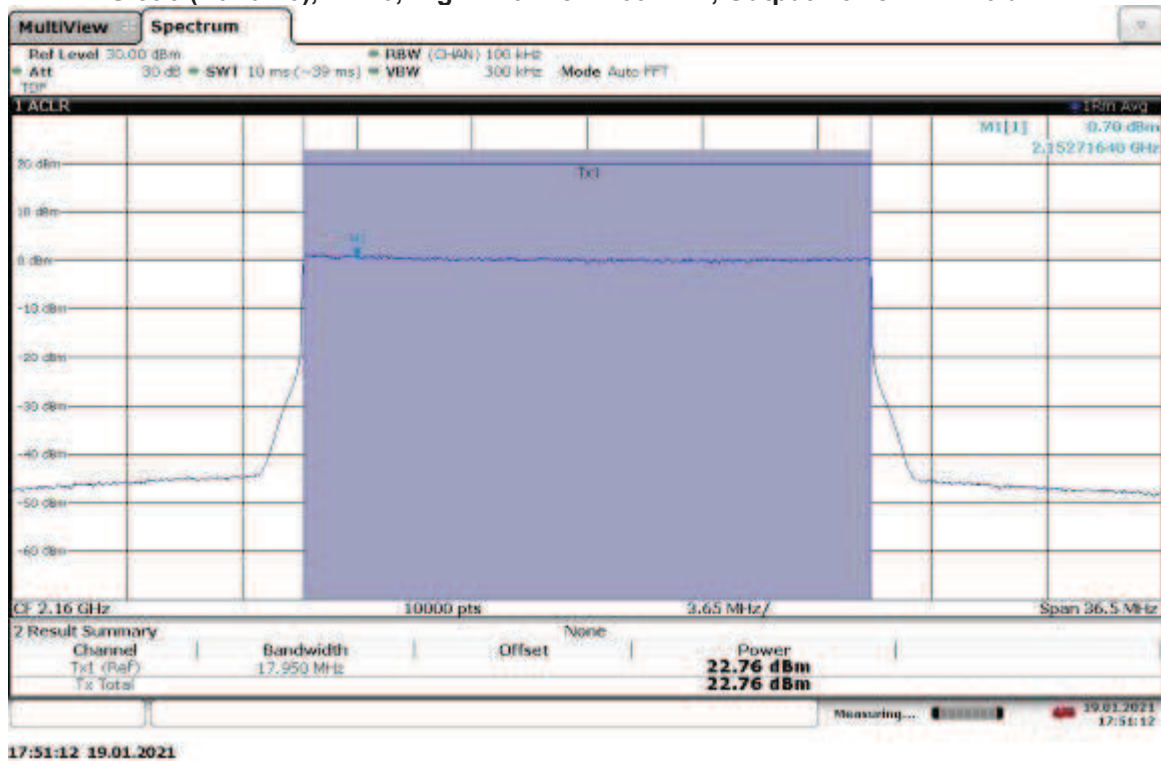 MultiView Spectrum
Ref Level 30.00 dBm RBW (CHAN) 100 kHz
Att 30 dB SWT 10 ms (~39 ms) VBW 300 kHz Mode Auto FFT
TDF
1 ACLR 1Rm Avg
M1[1] 0.70 dBm
2.15271640 GHz
20 dBm
Tx1
10 dBm
M1
0 dBm
-10 dBm
-20 dBm
-30 dBm
-40 dBm
-50 dBm
-60 dBm
CF 2.16 GHz 10000 pts 3.65 MHz/ Span 36.5 MHz
2 Result Summary None
Channel Bandwidth Offset Power
Tx1 (Ref) 17.950 MHz 22.76 dBm
Tx Total 22.76 dBm
Measuring... 19.01.2021
17:51:12
17:51:12 19.01.2021